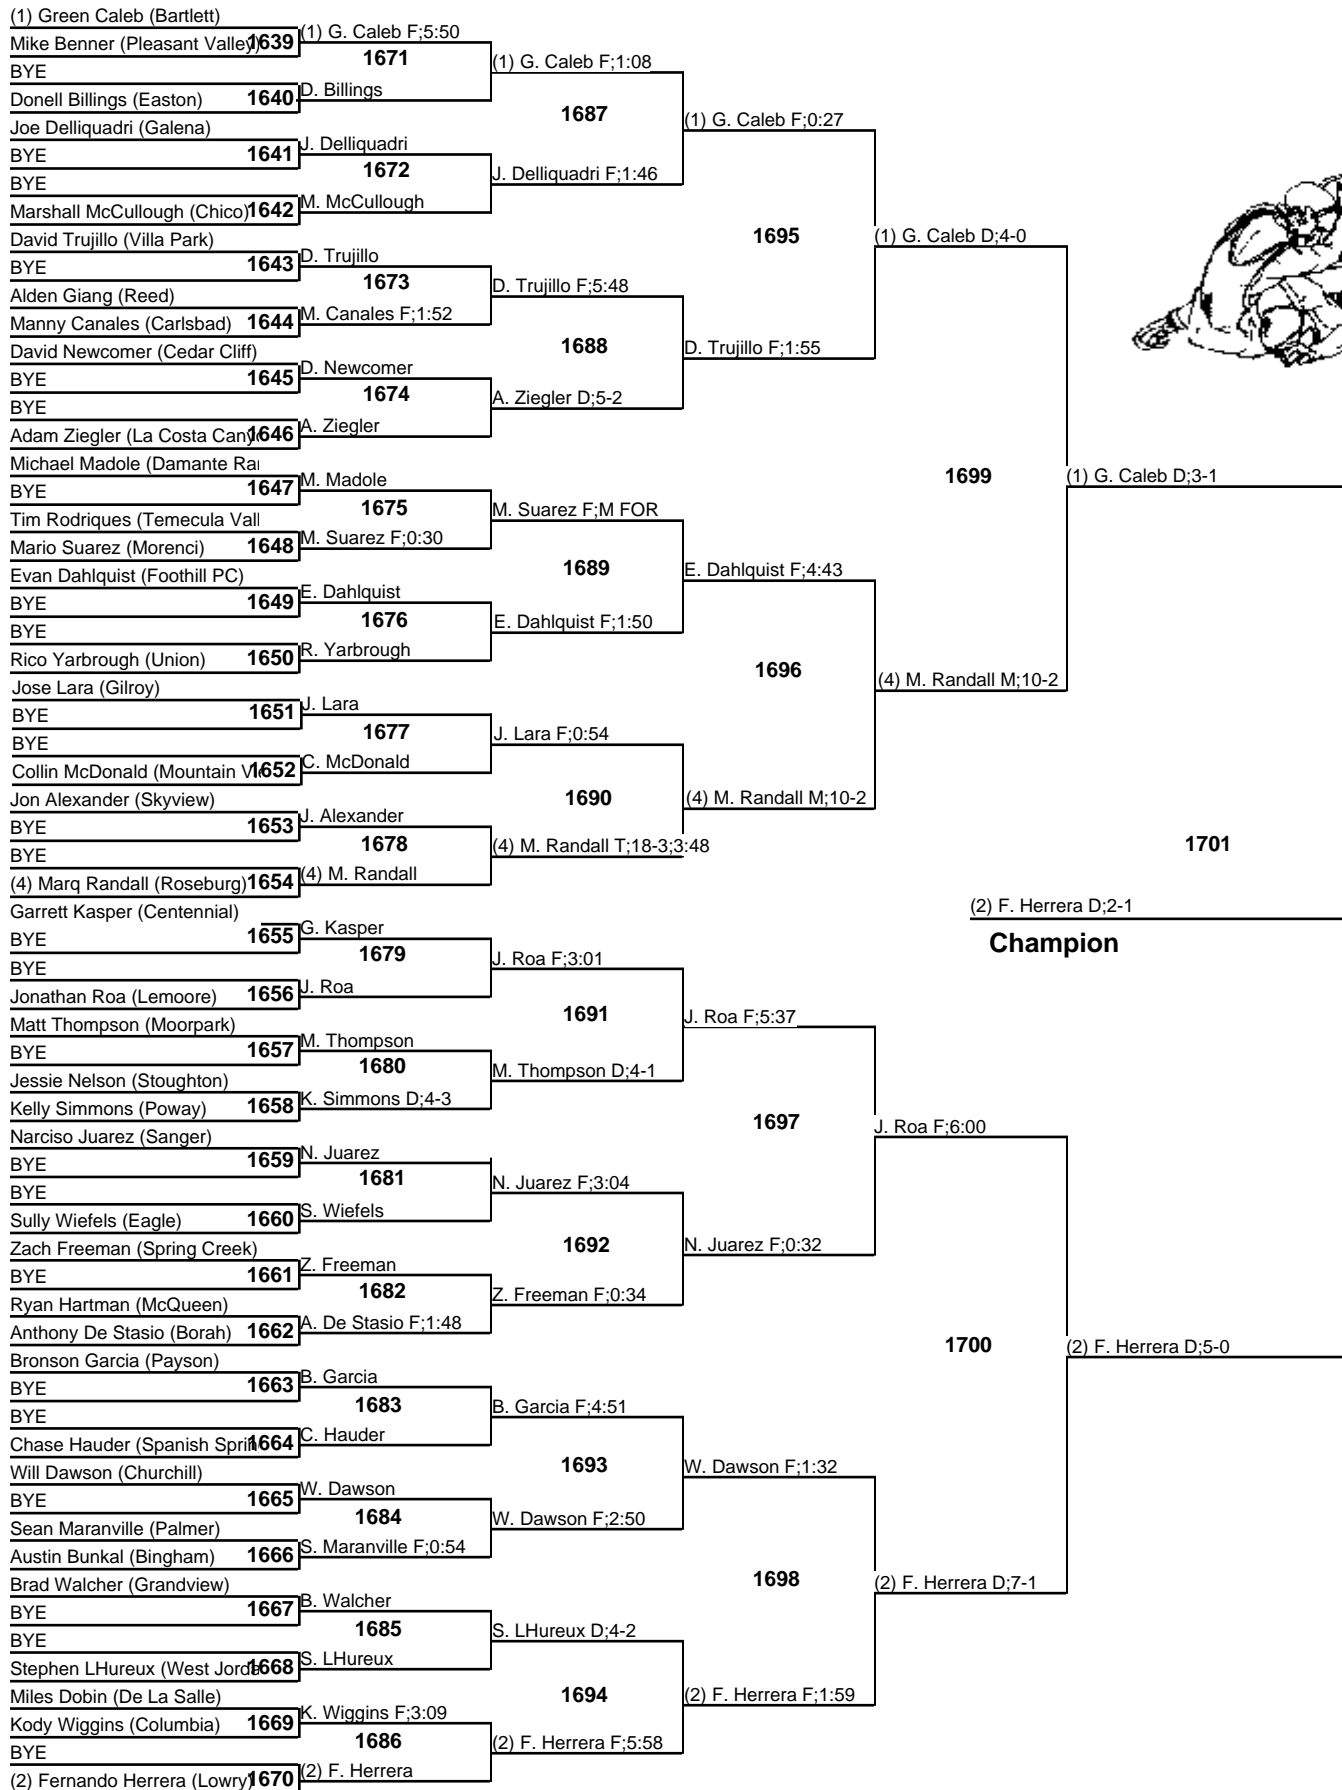 (1) Green Caleb (Bartlett)
Mike Benner (Pleasant Valley)
1639
BYE
Donell Billings (Easton)
1640
Joe Delliquadri (Galena)
BYE
1641
BYE
Marshall McCullough (Chico)
1642
David Trujillo (Villa Park)
BYE
1643
Alden Giang (Reed)
Manny Canales (Carlsbad)
1644
David Newcomer (Cedar Cliff)
BYE
1645
BYE
Adam Ziegler (La Costa Cany
1646
Michael Madole (Damante Ra
BYE
1647
Tim Rodriques (Temecula Val
Mario Suarez (Morenci)
1648
Evan Dahlquist (Foothill PC)
BYE
1649
BYE
Rico Yarbrough (Union)
1650
Jose Lara (Gilroy)
BYE
1651
BYE
Collin McDonald (Mountain Vi
1652
Jon Alexander (Skyview)
BYE
1653
BYE
(4) Marq Randall (Roseburg)
1654
Garrett Kasper (Centennial)
BYE
1655
BYE
Jonathan Roa (Lemoore)
1656
Matt Thompson (Moorpark)
BYE
1657
Jessie Nelson (Stoughton)
Kelly Simmons (Poway)
1658
Narciso Juarez (Sanger)
BYE
1659
BYE
Sully Wiefels (Eagle)
1660
Zach Freeman (Spring Creek)
BYE
1661
Ryan Hartman (McQueen)
Anthony De Stasio (Borah)
1662
Bronson Garcia (Payson)
BYE
1663
BYE
Chase Hauder (Spanish Sprin
1664
Will Dawson (Churchill)
BYE
1665
Sean Maranville (Palmer)
Austin Bunkal (Bingham)
1666
Brad Walcher (Grandview)
BYE
1667
BYE
Stephen LHureux (West Jorda
1668
Miles Dobin (De La Salle)
Kody Wiggins (Columbia)
1669
BYE
(2) Fernando Herrera (Lowry)
1670
(1) G. Caleb F;5:50
1671
D. Billings
J. Delliquadri
1672
M. McCullough
D. Trujillo
1673
M. Canales F;1:52
D. Newcomer
1674
A. Ziegler
M. Madole
1675
M. Suarez F;0:30
E. Dahlquist
1676
R. Yarbrough
J. Lara
1677
C. McDonald
J. Alexander
1678
(4) M. Randall
G. Kasper
1679
J. Roa
M. Thompson
1680
K. Simmons D;4-3
N. Juarez
1681
S. Wiefels
Z. Freeman
1682
A. De Stasio F;1:48
B. Garcia
1683
C. Hauder
W. Dawson
1684
S. Maranville F;0:54
B. Walcher
1685
S. LHureux
K. Wiggins F;3:09
1686
(2) F. Herrera
(1) G. Caleb F;1:08
1687
J. Delliquadri F;1:46
D. Trujillo F;5:48
1688
A. Ziegler D;5-2
M. Suarez F;M FOR
1689
E. Dahlquist F;1:50
J. Lara F;0:54
1690
(4) M. Randall T;18-3;3:48
J. Roa F;3:01
1691
M. Thompson D;4-1
N. Juarez F;3:04
1692
Z. Freeman F;0:34
B. Garcia F;4:51
1693
W. Dawson F;2:50
S. LHureux D;4-2
1694
(2) F. Herrera F;5:58
(1) G. Caleb F;0:27
1695
D. Trujillo F;1:55
E. Dahlquist F;4:43
1696
(4) M. Randall M;10-2
J. Roa F;5:37
1697
N. Juarez F;0:32
W. Dawson F;1:32
1698
(2) F. Herrera F;1:59
(1) G. Caleb D;4-0
1699
(4) M. Randall M;10-2
J. Roa F;6:00
1700
(2) F. Herrera D;7-1
(1) G. Caleb D;3-1
1701
(2) F. Herrera D;5-0
(2) F. Herrera D;2-1
Champion